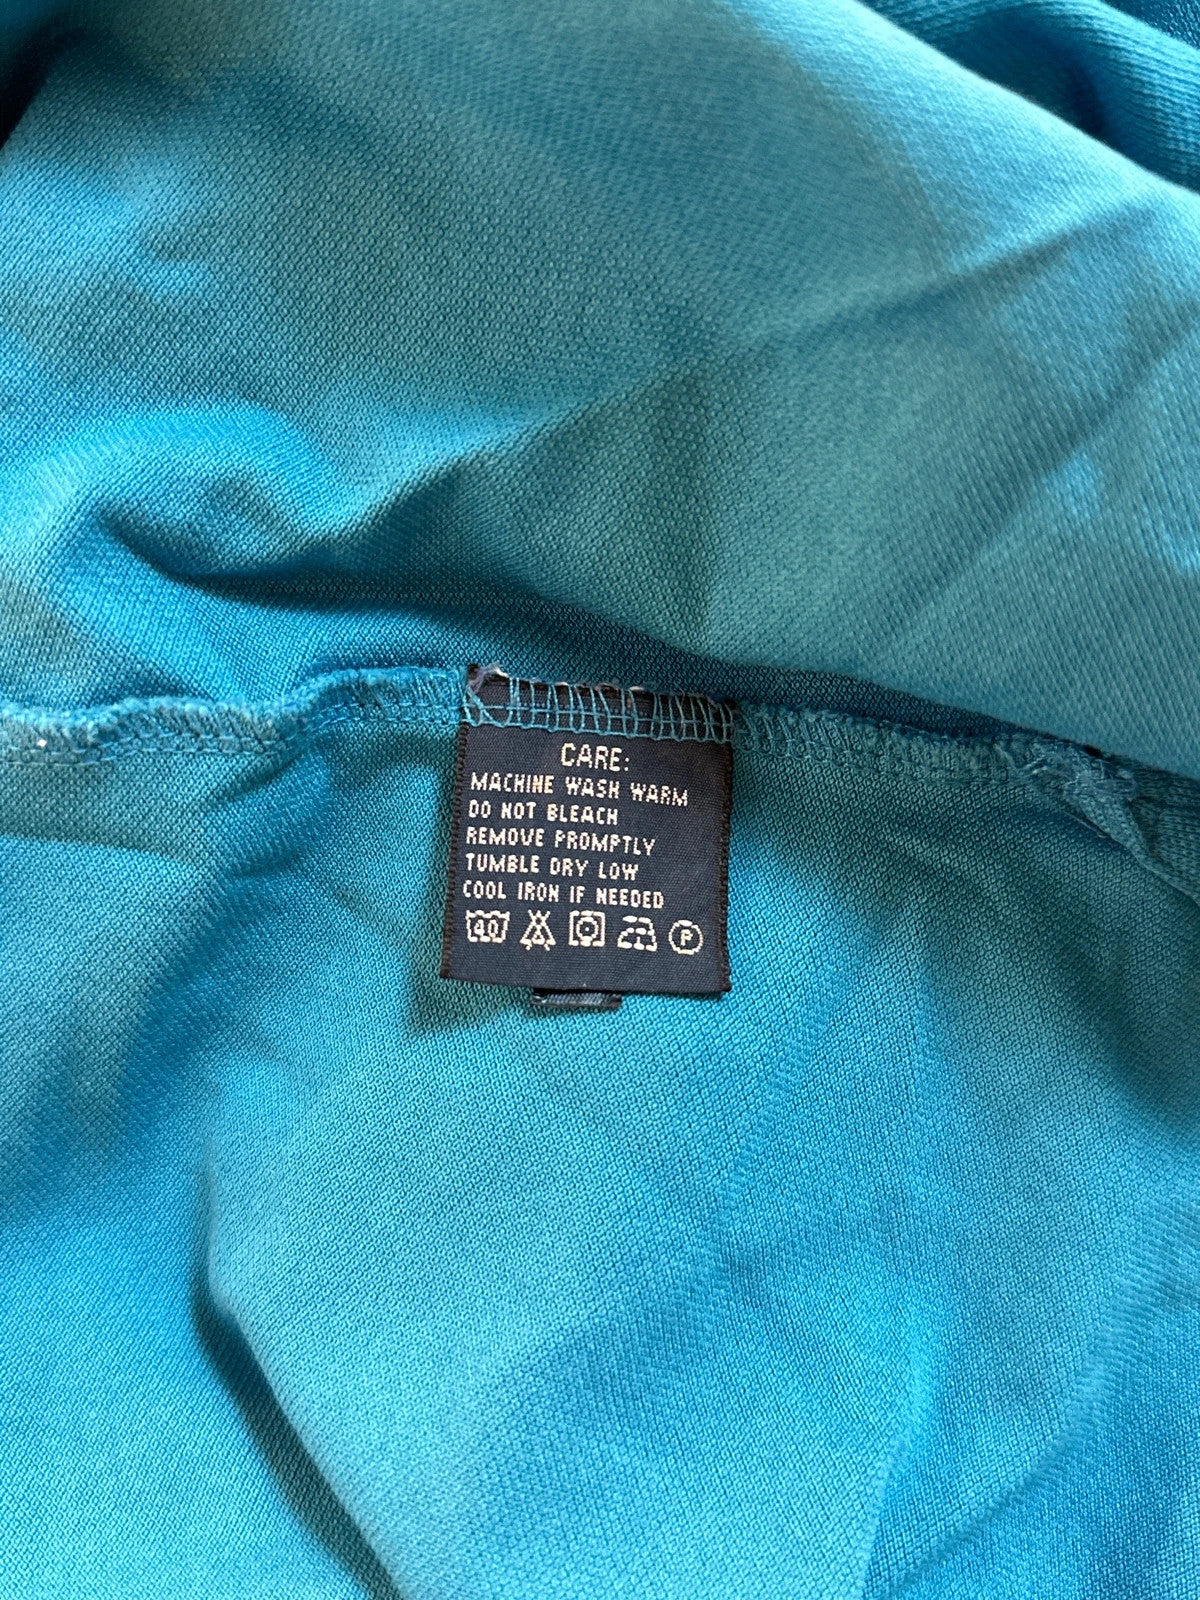 CARE:
MACHINE WASH WARM
DO NOT BLEACH
REMOVE PROMPTLY
TUMBLE DRY LOW
COOL IRON IF NEEDED
40 P